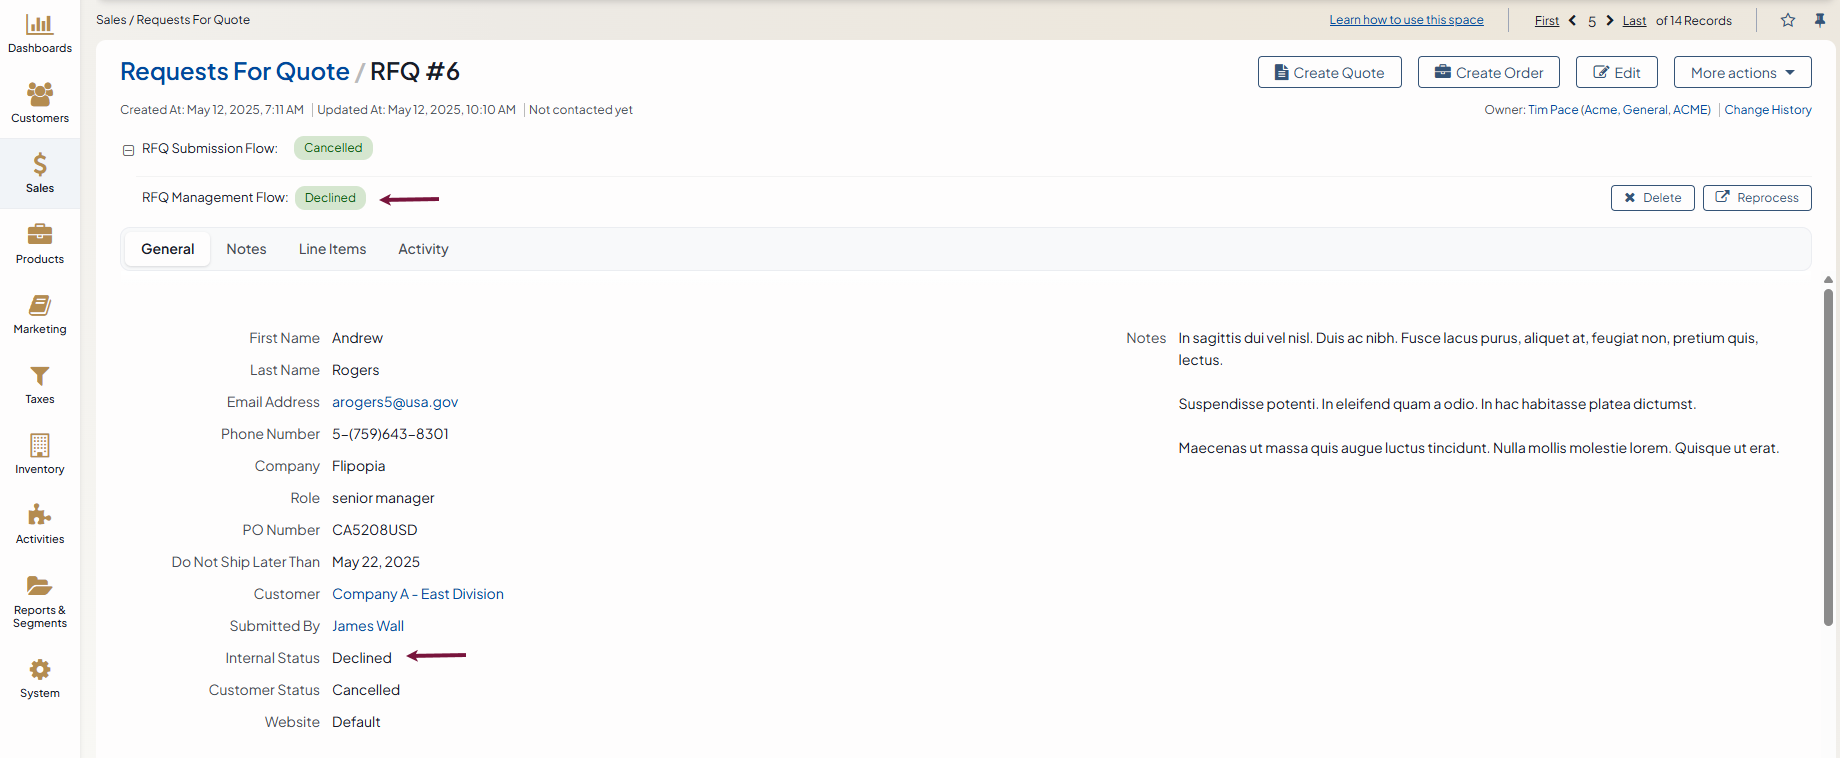 Dashboards
Customers
Sales
Products
Marketing
Taxes
Inventory
Activities
Reports &
Segments
System
Sales / Requests For Quote
Learn how to use this space
First 5 Last of 14 Records
Requests For Quote / RFQ #6
Create Quote
Create Order
Edit
More actions
Created At: May 12, 2025, 7:11 AM
Updated At: May 12, 2025, 10:10 AM
Not contacted yet
Owner: Tim Pace (Acme, General, ACME)
Change History
RFQ Submission Flow: Cancelled
RFQ Management Flow: Declined
Delete
Reprocess
General
Notes
Line Items
Activity
First Name Andrew
Last Name Rogers
Email Address arogers5@usa.gov
Phone Number 5-(759)643-8301
Company Flipopia
Role senior manager
PO Number CA5208USD
Do Not Ship Later Than May 22, 2025
Customer Company A - East Division
Submitted By James Wall
Internal Status Declined
Customer Status Cancelled
Website Default
Notes In sagittis dui vel nisl. Duis ac nibh. Fusce lacus purus, aliquet at, feugiat non, pretium quis,
lectus.
Suspendisse potenti. In eleifend quam a odio. In hac habitasse platea dictumst.
Maecenas ut massa quis augue luctus tincidunt. Nulla mollis molestie lorem. Quisque ut erat.